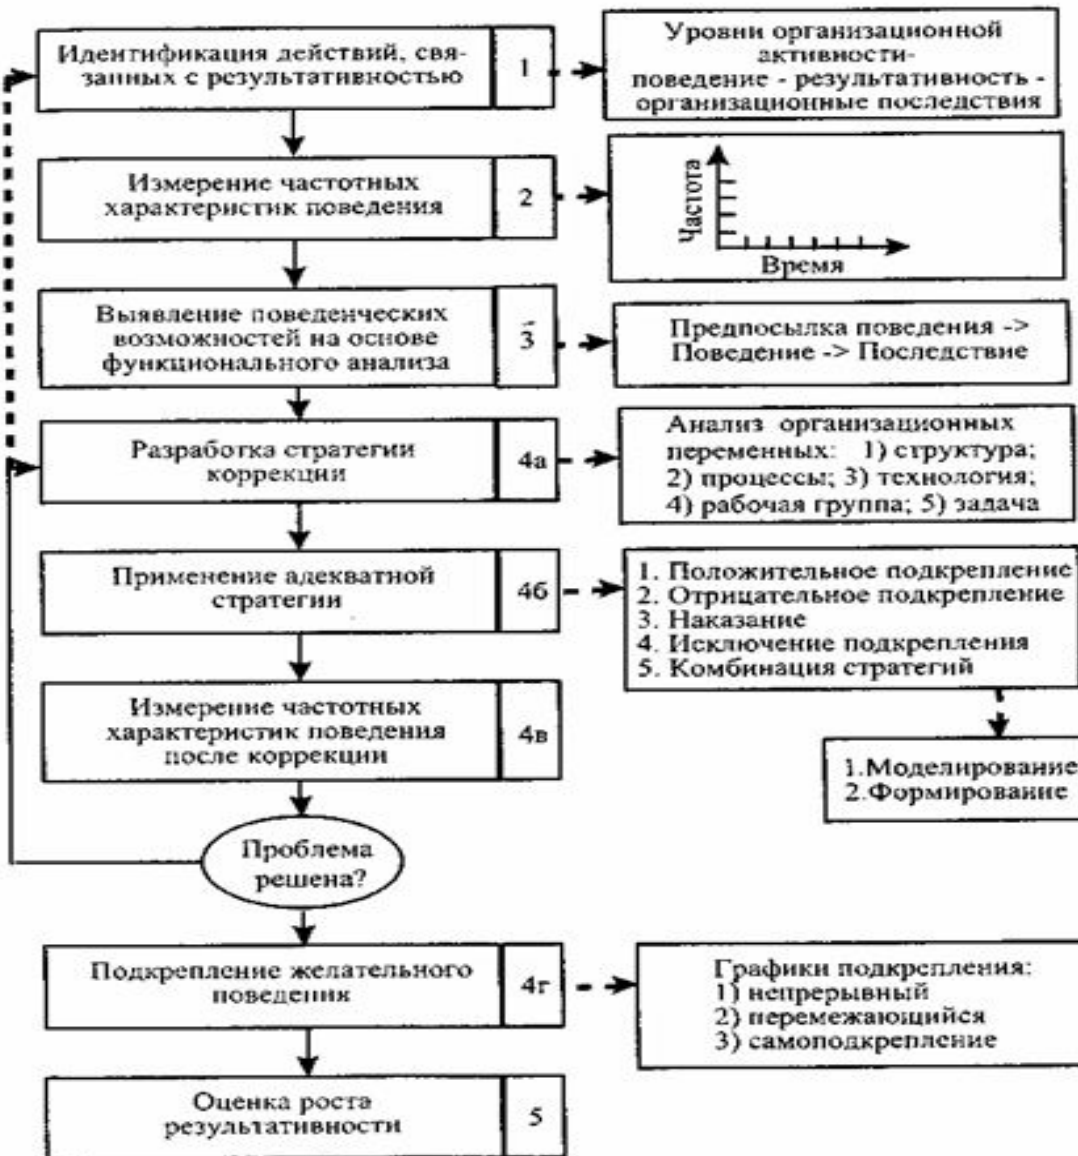 Идентификация действий, свя-
занных с результативностью
1
Уровни организационной
активности-
поведение - результативность -
организационные последствия
Измерение частотных
характеристик поведения
2
Частота
Время
Выявление поведенческих
возможностей на основе
функционального анализа
3
Предпосылка поведения ->
Поведение -> Последствие
Разработка стратегии
коррекции
4а
Анализ организационных
переменных: 1) структура;
2) процессы; 3) технология;
4) рабочая группа; 5) задача
Применение адекватной
стратегии
4б
1. Положительное подкрепление
2. Отрицательное подкрепление
3. Наказание
4. Исключение подкрепления
5. Комбинация стратегий
Измерение частотных
характеристик поведения
после коррекции
4в
1.Моделирование
2.Формирование
Проблема
решена?
Подкрепление желательного
поведения
4г
Графики подкрепления:
1) непрерывный
2) перемежающийся
3) самоподкрепление
Оценка роста
результативности
5